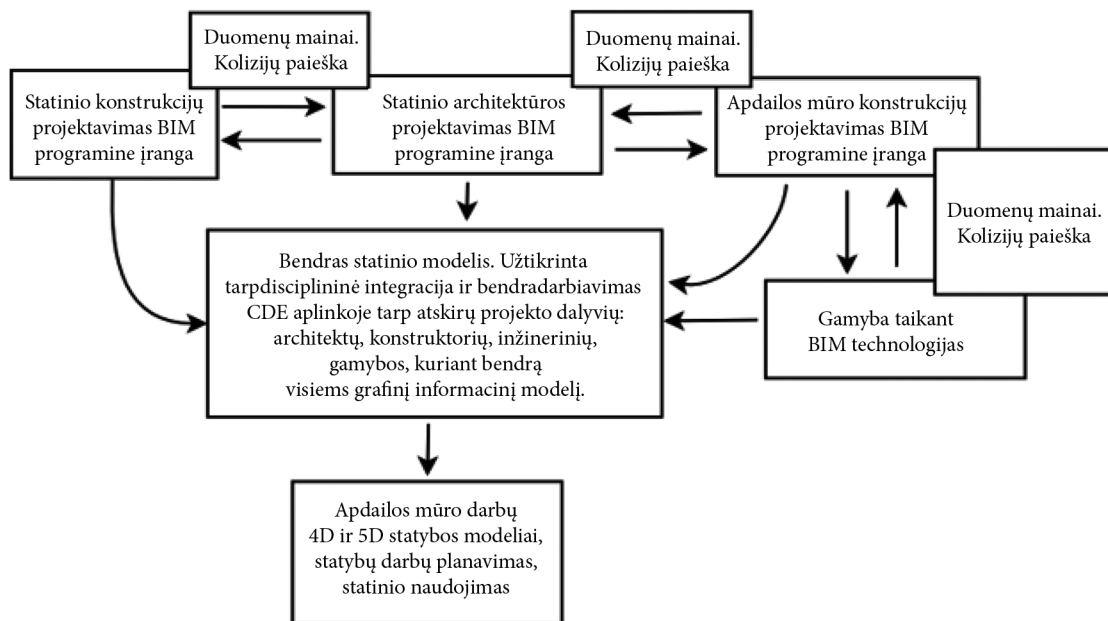 Duomenų mainai.
Kolizijų paieška
Duomenų mainai.
Kolizijų paieška
Statinio konstrukcijų
projektavimas BIM
programine įranga
Statinio architektūros
projektavimas BIM
programine įranga
Apdailos mūro konstrukcijų
projektavimas BIM
programine įranga
Duomenų mainai.
Kolizijų paieška
Bendras statinio modelis. Užtikrinta
tarpdisciplininė integracija ir bendradarbiavimas
CDE aplinkoje tarp atskirų projekto dalyvių:
architektų, konstruktorių, inžinerinių,
gamybos, kuriant bendrą
visiems grafinį informacinį modelį.
Gamyba taikant
BIM technologijas
Apdailos mūro darbų
4D ir 5D statybos modeliai,
statybų darbų planavimas,
statinio naudojimas